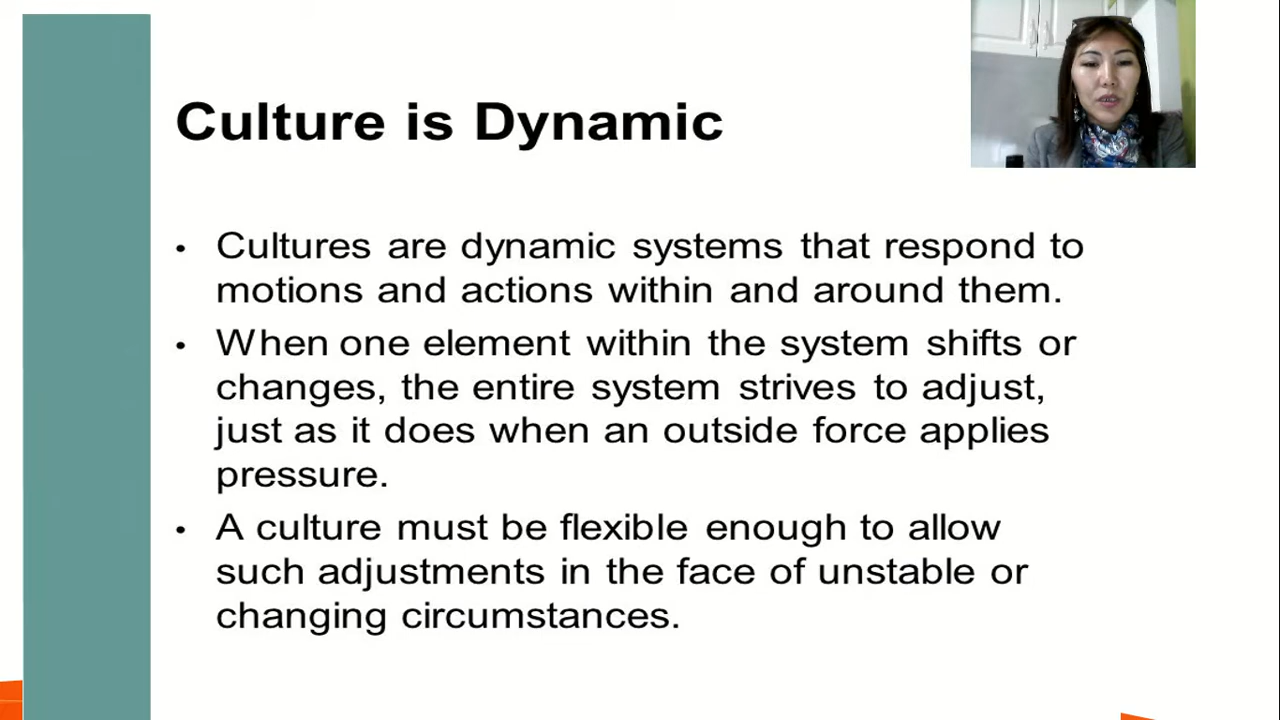 Culture is Dynamic
• Cultures are dynamic systems that respond to
motions and actions within and around them.
• When one element within the system shifts or
changes, the entire system strives to adjust,
just as it does when an outside force applies
pressure.
• A culture must be flexible enough to allow
such adjustments in the face of unstable or
changing circumstances.